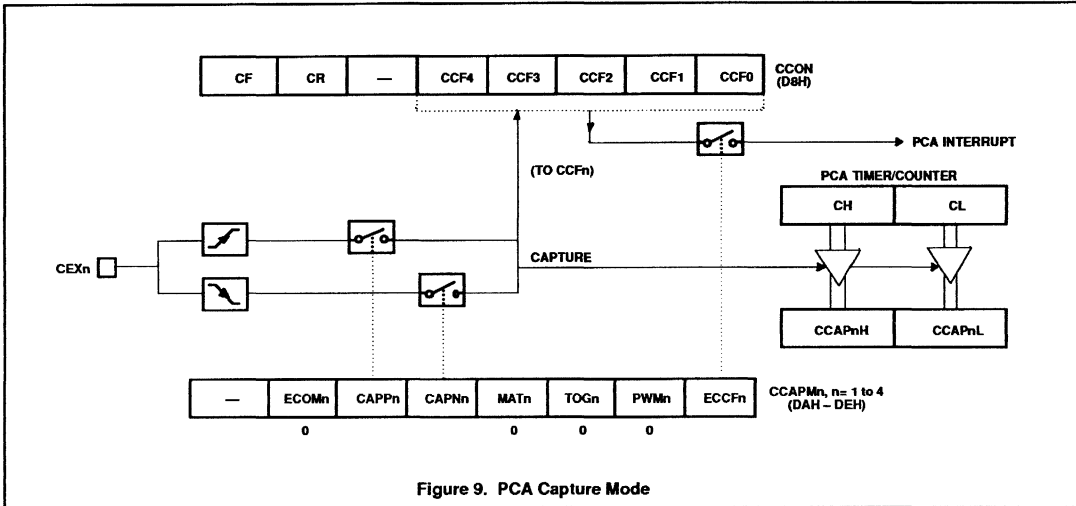 CF CR — CCF4 CCF3 CCF2 CCF1 CCF0
CCON
(D8H)
PCA INTERRUPT
(TO CCFn)
PCA TIMER/COUNTER
CH CL
CEXn
CAPTURE
CCAPnH CCAPnL
— ECOMn CAPPn CAPNn MATn TOGn PWMn ECCFn
CCAPMn, n= 1 to 4
(DAH – DEH)
0 0 0 0
Figure 9. PCA Capture Mode